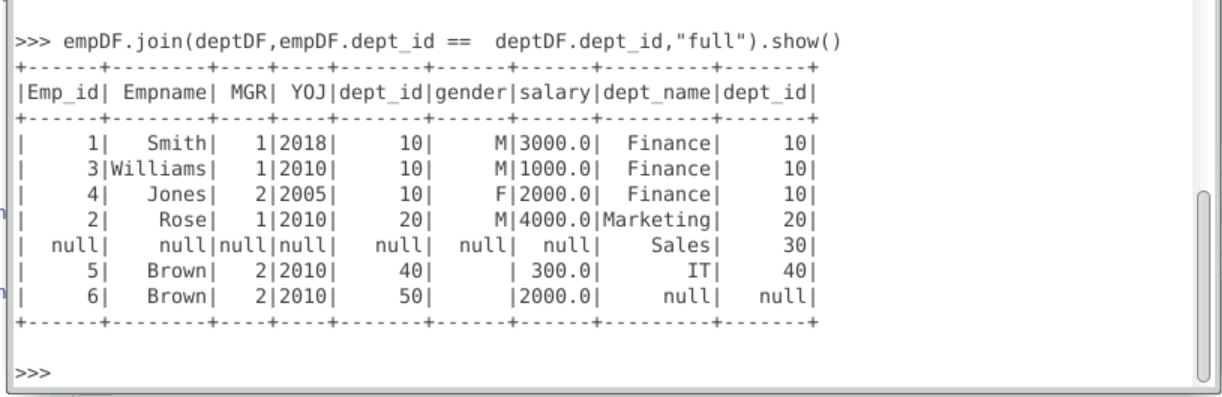 >>> empDF.join(deptDF,empDF.dept_id ==  deptDF.dept_id,"full").show()
+------+--------+----+----+-------+------+------+---------+-------+
|Emp_id| Empname| MGR| YOJ|dept_id|gender|salary|dept_name|dept_id|
+------+--------+----+----+-------+------+------+---------+-------+
|     1|   Smith|   1|2018|     10|     M|3000.0|  Finance|     10|
|     3|Williams|   1|2010|     10|     M|1000.0|  Finance|     10|
|     4|   Jones|   2|2005|     10|     F|2000.0|  Finance|     10|
|     2|    Rose|   1|2010|     20|     M|4000.0|Marketing|     20|
|  null|    null|null|null|   null|  null|  null|    Sales|     30|
|     5|   Brown|   2|2010|     40|      | 300.0|       IT|     40|
|     6|   Brown|   2|2010|     50|      |2000.0|     null|   null|
+------+--------+----+----+-------+------+------+---------+-------+
>>>